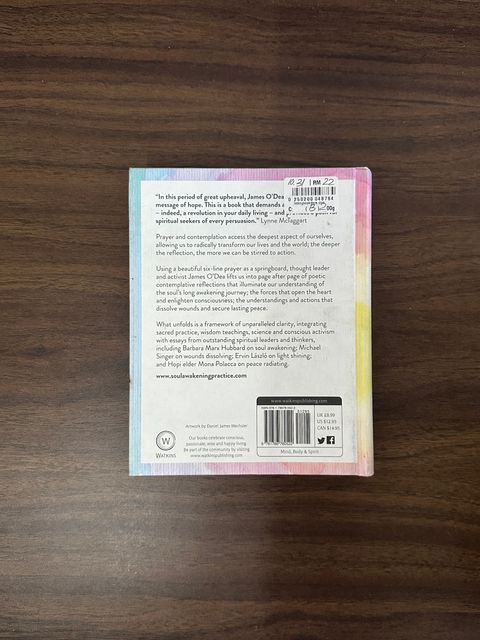 "In this period of great upheaval, James O'Dea
message of hope. This is a book that demands
– indeed, a revolution in your daily living – and
spiritual seekers of every persuasion." Lynne McTaggart
Prayer and contemplation access the deepest aspect of ourselves,
allowing us to radically transform our lives and the world; the deeper
the reflection, the more we can be stirred to action.
Using a beautiful six-line prayer as a springboard, thought leader
and activist James O'Dea lifts us into page after page of poetic
contemplative reflections that illuminate our understanding of
the soul's long awakening journey; the forces that open the heart
and enlighten consciousness; the understandings and actions that
dissolve wounds and secure lasting peace.
What unfolds is a framework of unparalleled clarity, integrating
sacred practice, wisdom teachings, science and conscious activism
with essays from outstanding spiritual leaders and thinkers,
including Barbara Marx Hubbard on soul awakening; Michael
Singer on wounds dissolving; Ervin László on light shining;
and Hopi elder Mona Polacca on peace radiating.
www.soulawakeningpractice.com
Artwork by Daniel James Wechsler
Our books celebrate conscious,
passionate, wise and happy living.
Be part of the community by visiting
www.watkinspublishing.com
W
WATKINS
www.watkinspublishing.com
UK £8.99
US $12.95
CAN $14.95
Mind, Body & Spirit